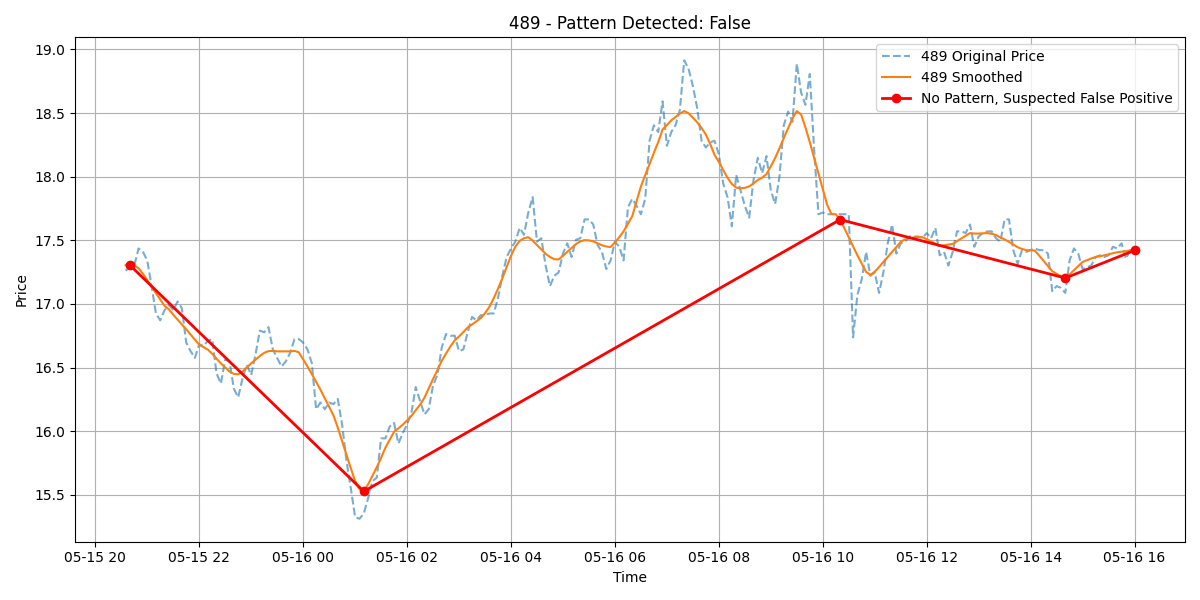 489 - Pattern Detected: False
489 Original Price
489 Smoothed
No Pattern, Suspected False Positive
Price
19.0
18.5
18.0
17.5
17.0
16.5
16.0
15.5
05-15 20 05-15 22 05-16 00 05-16 02 05-16 04 05-16 06 05-16 08 05-16 10 05-16 12 05-16 14 05-16 16
Time